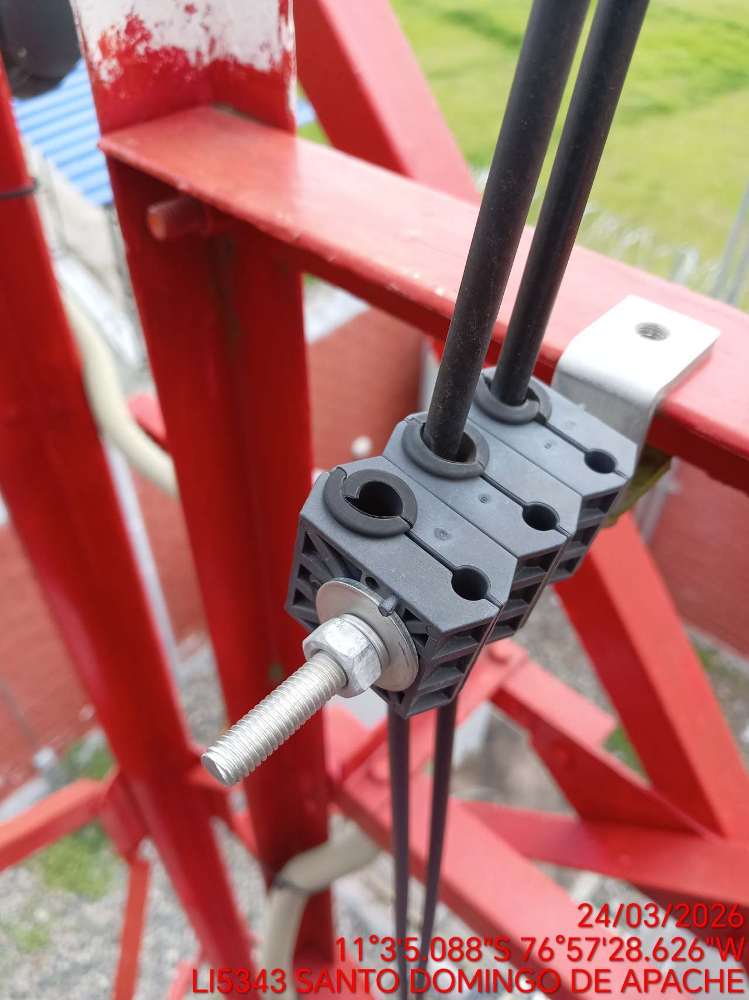 24/03/2026
11°3'5.088"S 76°57'28.626"W
LI5343 SANTO DOMINGO DE APACHE